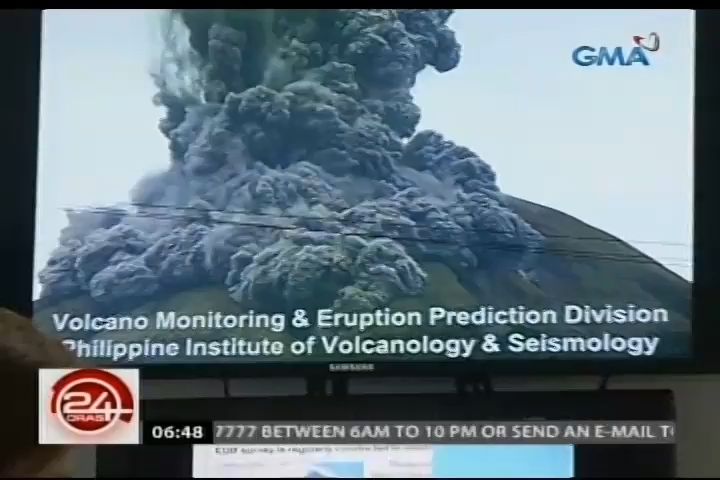 GMA
Volcano Monitoring & Eruption Prediction Division
Philippine Institute of Volcanology & Seismology
SAMSUNG
24
ORAS
06:48
7777 BETWEEN 6AM TO 10 PM OR SEND AN E-MAIL TO